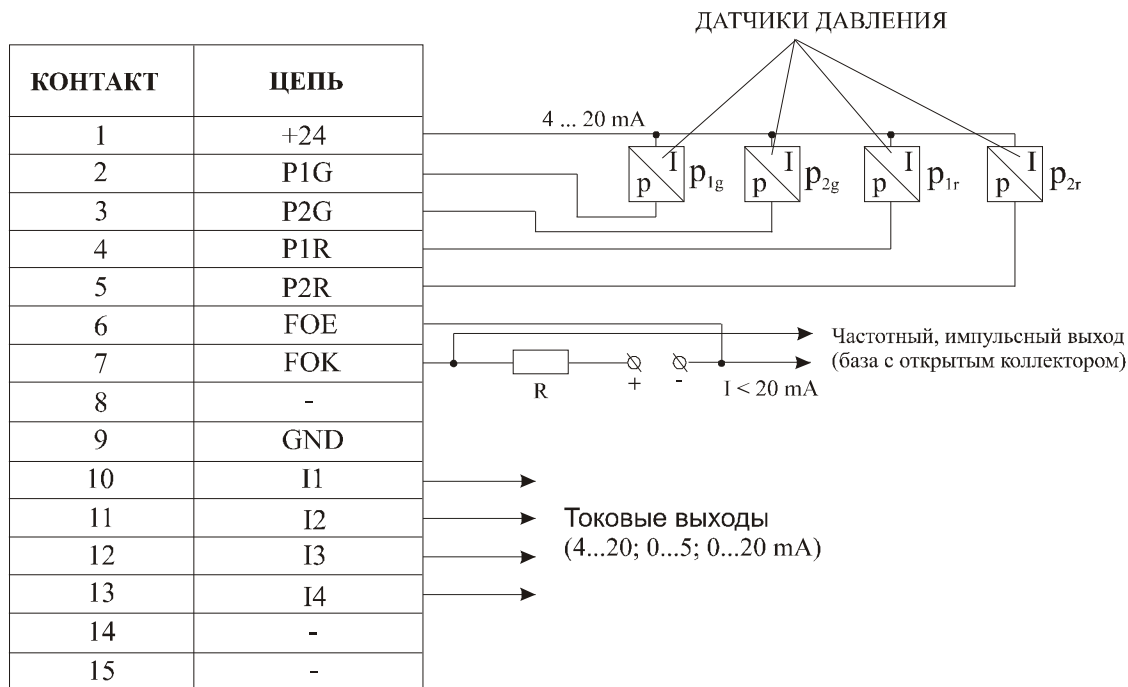 ДАТЧИКИ ДАВЛЕНИЯ
КОНТАКТ ЦЕПЬ
1 +24 4 ... 20 mA
2 P1G
3 P2G
4 P1R
5 P2R
I p p1g
I p p2g
I p p1r
I p p2r
6 FOE
7 FOK
R + - I < 20 mA
Частотный, импульсный выход
(база с открытым коллектором)
8 -
9 GND
10 I1
11 I2
12 I3
13 I4
Токовые выходы
(4...20; 0...5; 0...20 mA)
14 -
15 -